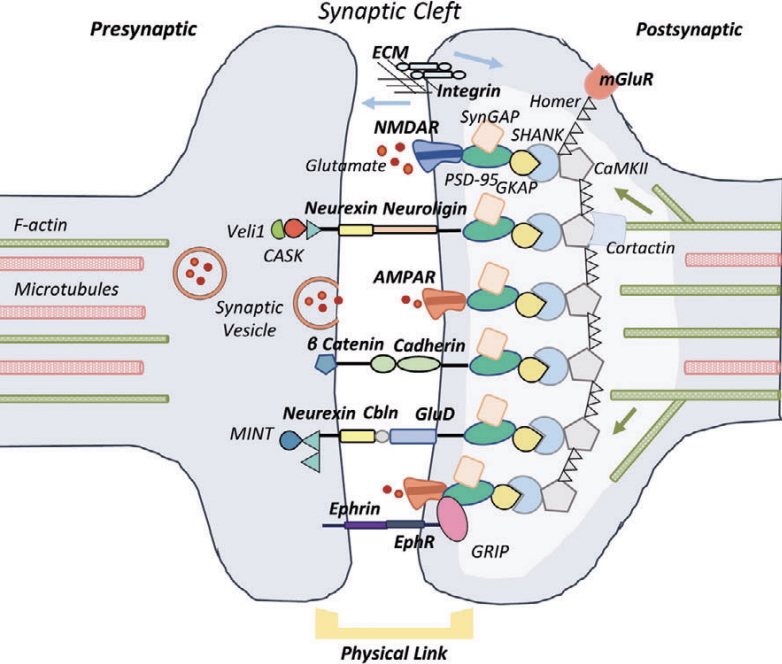 Synaptic Cleft
Presynaptic
Postsynaptic
ECM
Integrin
mGluR
Homer
SynGAP
SHANK
NMDAR
Glutamate
CaMKII
PSD-95
GKAP
Neurexin
Neuroligin
Veli1
CASK
F-actin
Cortactin
Microtubules
AMPAR
Synaptic
Vesicle
β Catenin
Cadherin
Neurexin
Cbln
GluD
MINT
Ephrin
EphR
GRIP
Physical Link